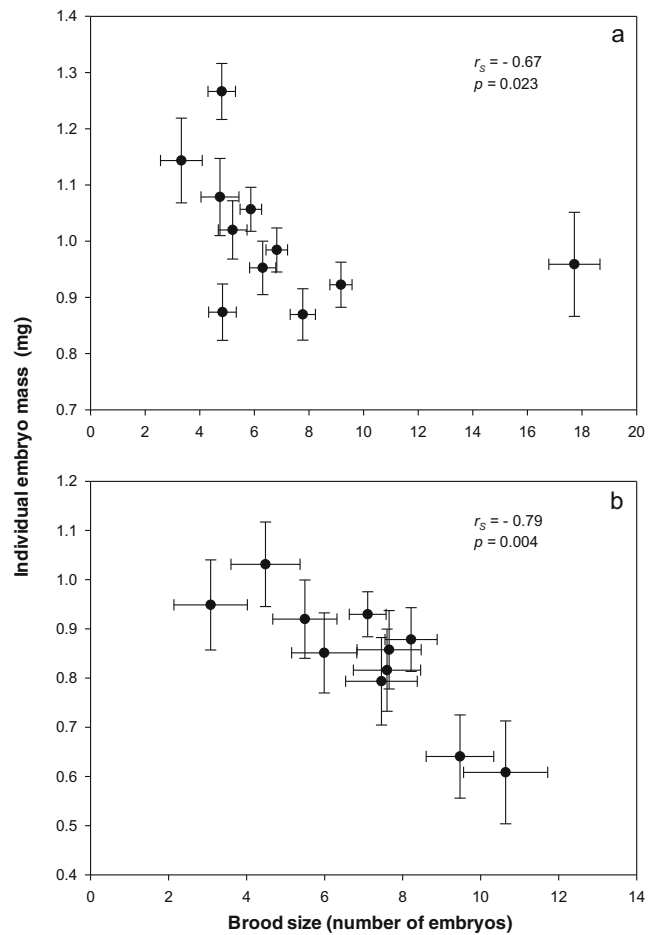 a
r_s = - 0.67
p = 0.023
1.4
1.3
1.2
1.1
1.0
0.9
0.8
0.7
0 2 4 6 8 10 12 14 16 18 20
Individual embryo mass (mg)
b
r_s = - 0.79
p = 0.004
1.2
1.1
1.0
0.9
0.8
0.7
0.6
0.5
0.4
0 2 4 6 8 10 12 14
Brood size (number of embryos)